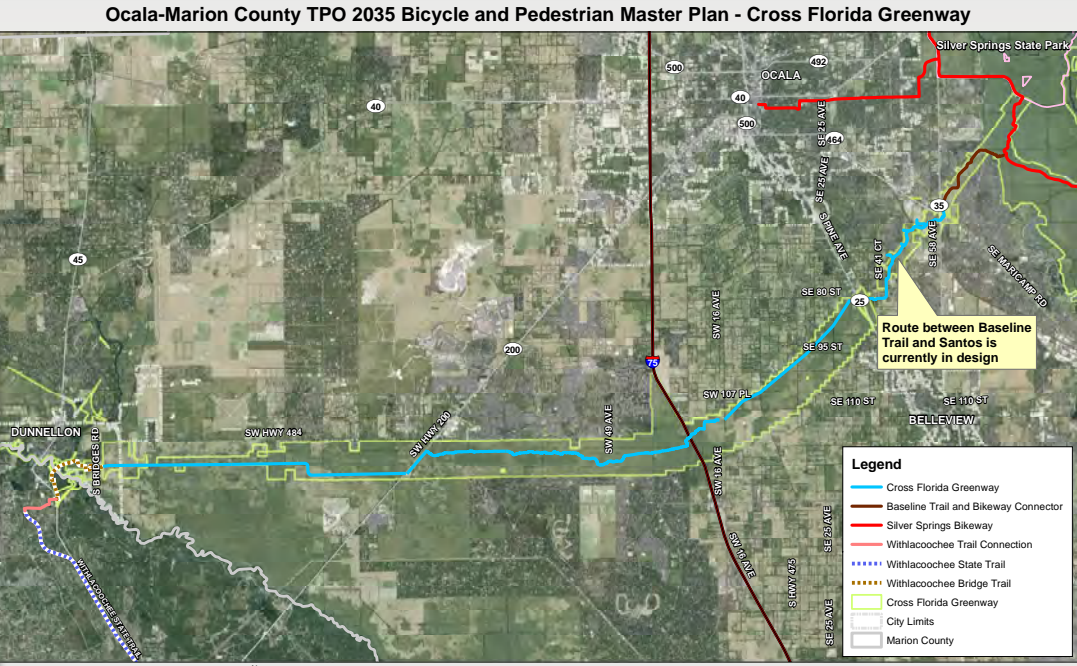 Ocala-Marion County TPO 2035 Bicycle and Pedestrian Master Plan - Cross Florida Greenway
Silver Springs State Park
492
500
OCALA
40
40
500
SE 25 AVE
464
SE 25 AVE
35
S PINE AVE
SE 58 AVE
SE 41 CT
45
SE MARICAMP RD
SE 80 ST
25
SW 16 AVE
Route between Baseline
Trail and Santos is
currently in design
SE 95 ST
200
75
SW 107 PL
SE 110 ST
SE 110 ST
BELLEVIEW
SW 49 AVE
SW HWY 200
DUNNELLON
SW HWY 484
S BRIDGES RD
SW 16 AVE
SW 16 AVE
S HWY 475
SE 25 AVE
SE 25 AVE
WITHLACOOCHEE STATE TRAIL
Legend
Cross Florida Greenway
Baseline Trail and Bikeway Connector
Silver Springs Bikeway
Withlacoochee Trail Connection
Withlacoochee State Trail
Withlacoochee Bridge Trail
Cross Florida Greenway
City Limits
Marion County